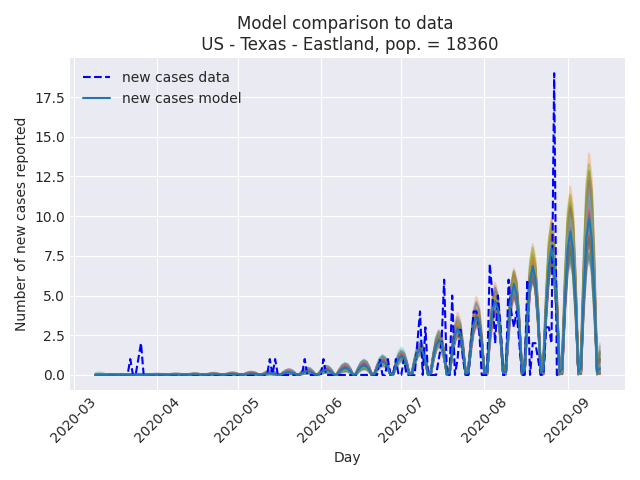 Model comparison to data
US - Texas - Eastland, pop. = 18360
new cases data
new cases model
Number of new cases reported
17.5
15.0
12.5
10.0
7.5
5.0
2.5
0.0
2020-03
2020-04
2020-05
2020-06
2020-07
2020-08
2020-09
Day